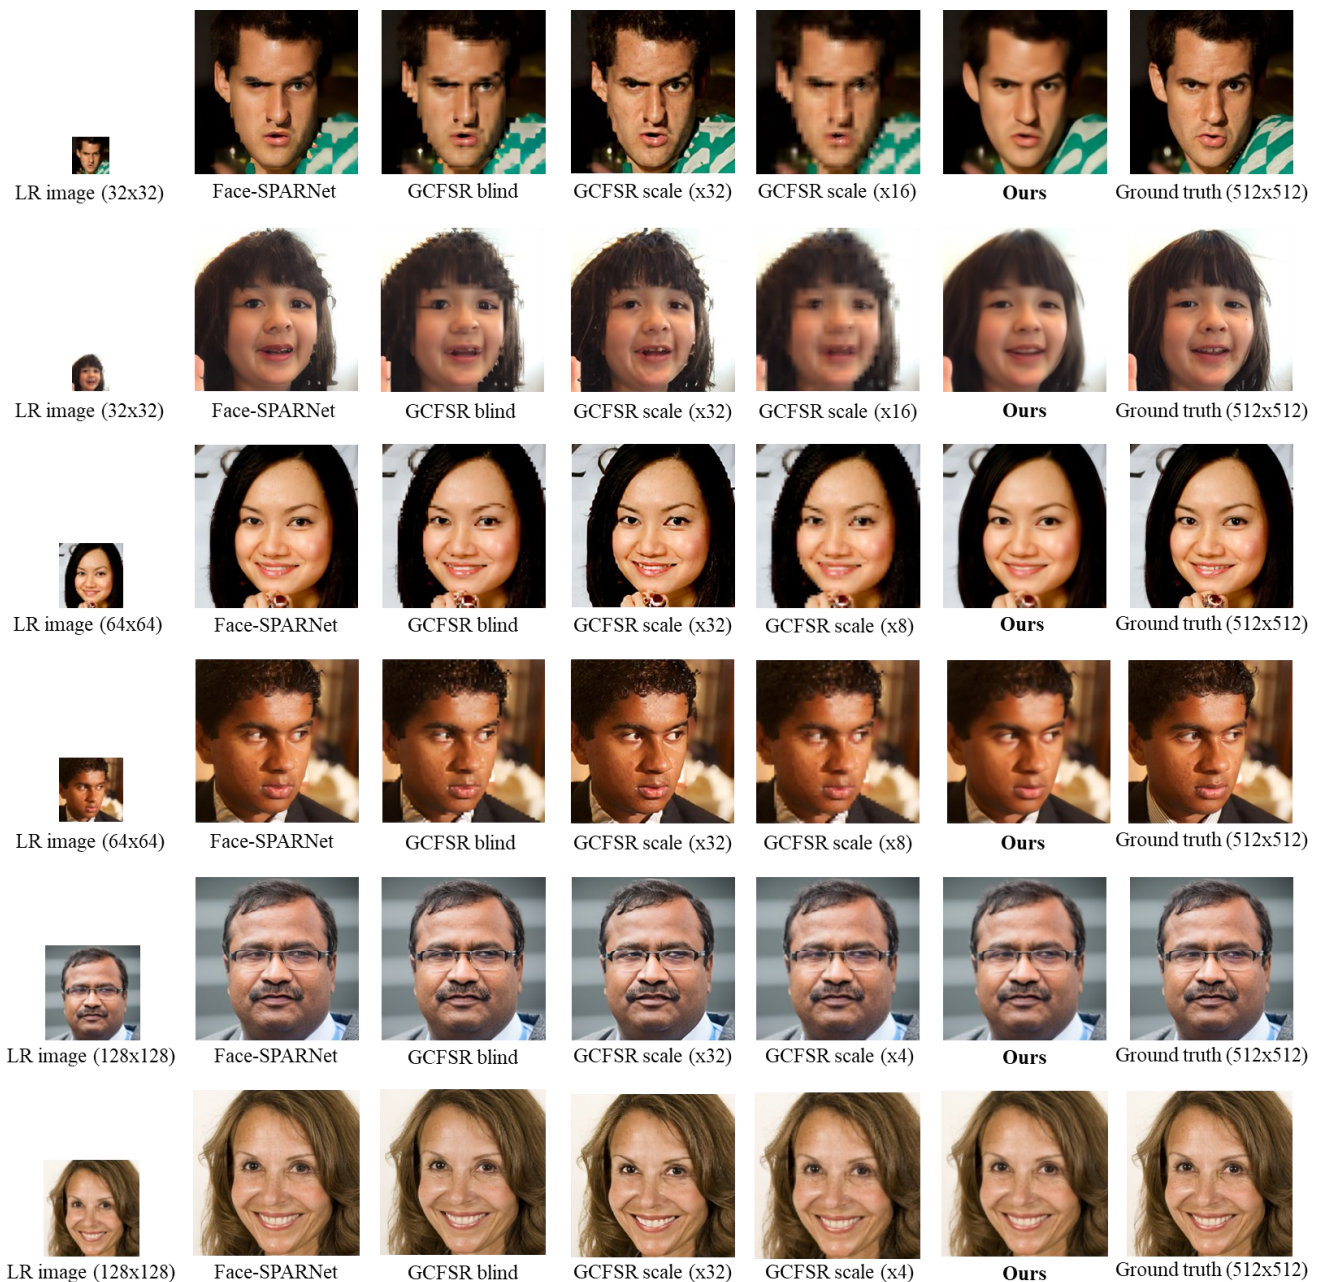 LR image (32x32) Face-SPARNet GCFSR blind GCFSR scale (x32) GCFSR scale (x16) Ours Ground truth (512x512)
LR image (32x32) Face-SPARNet GCFSR blind GCFSR scale (x32) GCFSR scale (x16) Ours Ground truth (512x512)
LR image (64x64) Face-SPARNet GCFSR blind GCFSR scale (x32) GCFSR scale (x8) Ours Ground truth (512x512)
LR image (64x64) Face-SPARNet GCFSR blind GCFSR scale (x32) GCFSR scale (x8) Ours Ground truth (512x512)
LR image (128x128) Face-SPARNet GCFSR blind GCFSR scale (x32) GCFSR scale (x4) Ours Ground truth (512x512)
LR image (128x128) Face-SPARNet GCFSR blind GCFSR scale (x32) GCFSR scale (x4) Ours Ground truth (512x512)